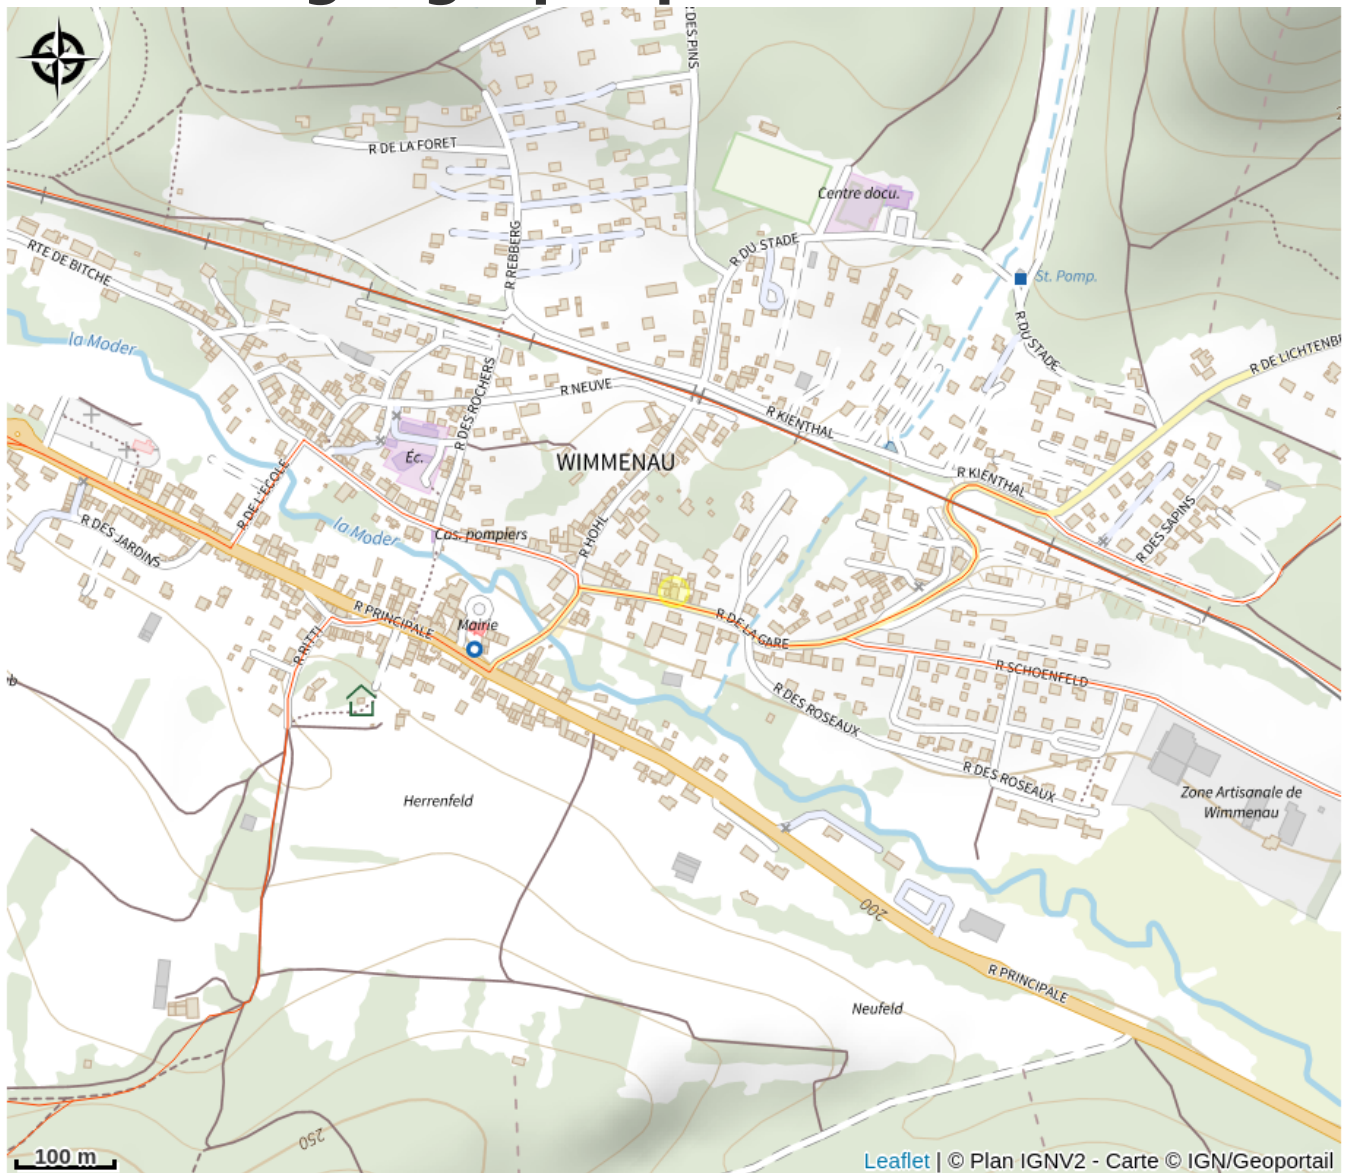 R DES PINS
R DE LA FORET
Centre docu.
R REBBERG
R DU STADE
RTE DE BITCHE
St. Pomp.
la Moder
R DU STADE
R NEUVE
R DES ROCHERS
R KIENTHAL
Éc.
WIMMENAU
R KIENTHAL
R DE L'ECOLE
R DES SAPINS
la Moder
Cas. pompiers
R HOHL
R DES JARDINS
R PRINCIPALE
Mairie
R DE LA GARE
R RITTI
R SCHOENFELD
R DES ROSEAUX
R DES ROSEAUX
Herrenfeld
Zone Artisanale de
Wimmenau
200
R PRINCIPALE
Neufeld
250
100 m
Leaflet | © Plan IGNV2 - Carte © IGN/Geoportail